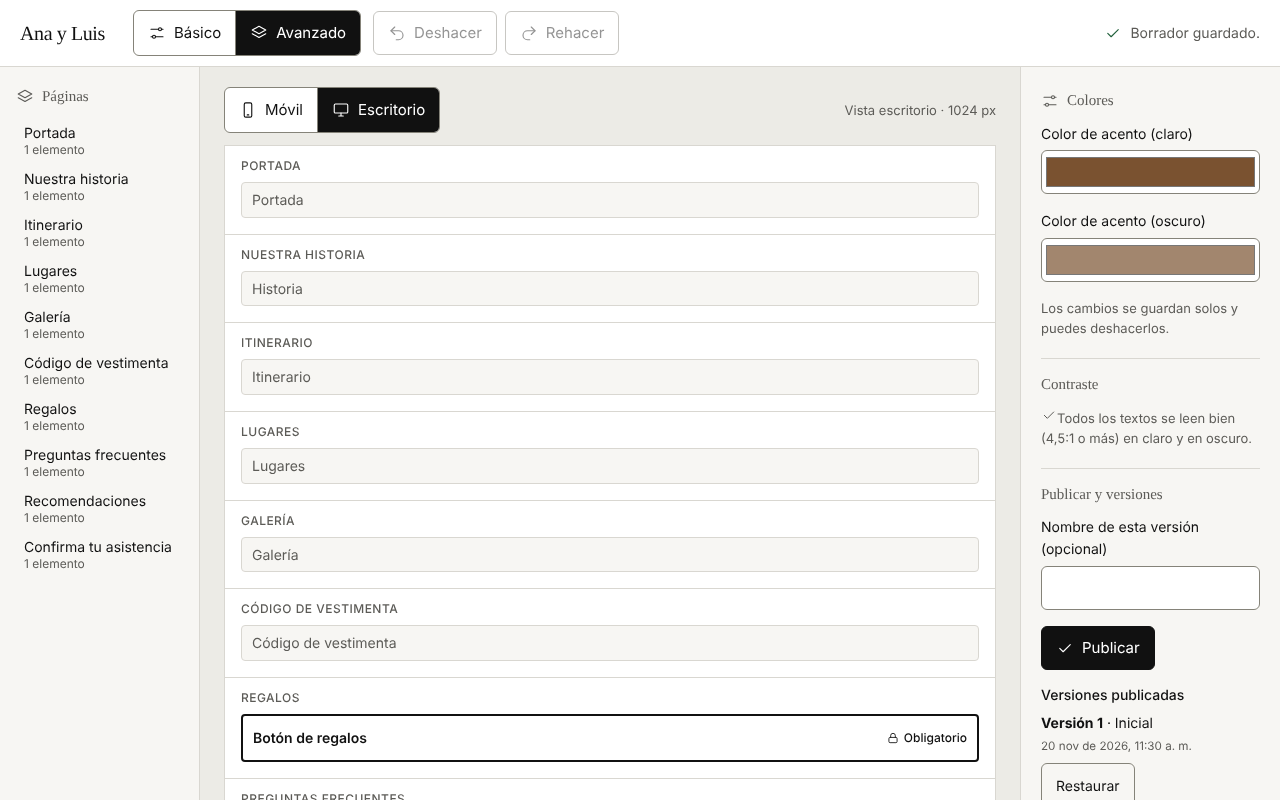 Ana y Luis
Básico
Avanzado
Deshacer
Rehacer
Borrador guardado.
Páginas
Portada
1 elemento
Nuestra historia
1 elemento
Itinerario
1 elemento
Lugares
1 elemento
Galería
1 elemento
Código de vestimenta
1 elemento
Regalos
1 elemento
Preguntas frecuentes
1 elemento
Recomendaciones
1 elemento
Confirma tu asistencia
1 elemento
Móvil
Escritorio
Vista escritorio · 1024 px
PORTADA
Portada
NUESTRA HISTORIA
Historia
ITINERARIO
Itinerario
LUGARES
Lugares
GALERÍA
Galería
CÓDIGO DE VESTIMENTA
Código de vestimenta
REGALOS
Botón de regalos
Obligatorio
PREGUNTAS FRECUENTES
Colores
Color de acento (claro)
Color de acento (oscuro)
Los cambios se guardan solos y
puedes deshacerlos.
Contraste
Todos los textos se leen bien
(4,5:1 o más) en claro y en oscuro.
Publicar y versiones
Nombre de esta versión
(opcional)
Publicar
Versiones publicadas
Versión 1 · Inicial
20 nov de 2026, 11:30 a. m.
Restaurar